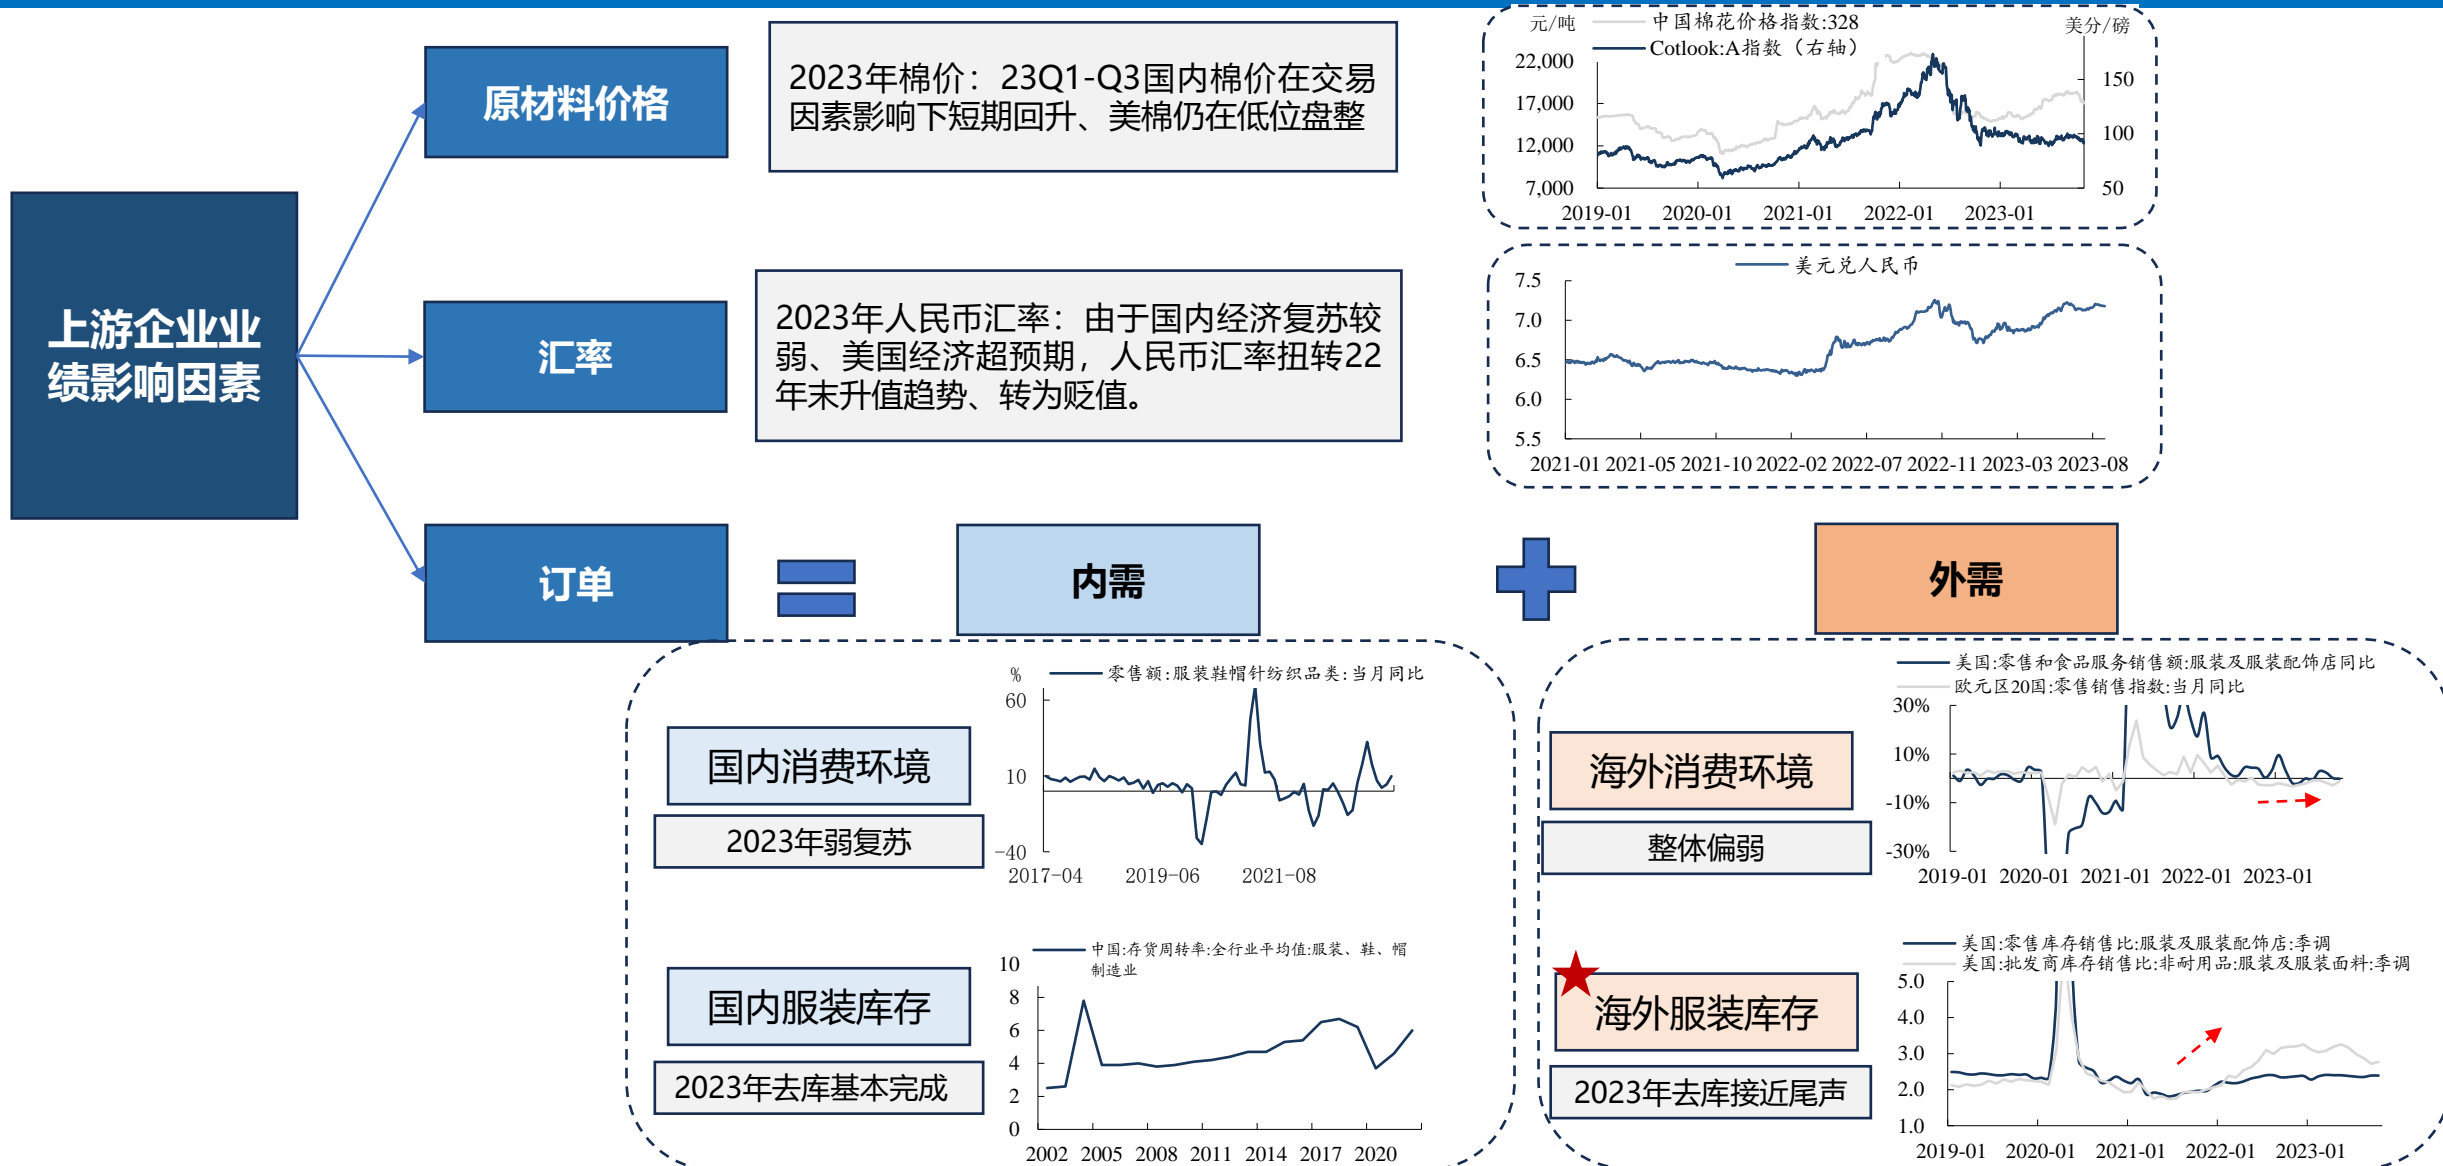 上游企业业
绩影响因素
原材料价格
2023年棉价：23Q1-Q3国内棉价在交易
因素影响下短期回升、美棉仍在低位盘整
元/吨
中国棉花价格指数:328
Cotlook:A指数（右轴）
美分/磅
22,000
17,000
12,000
7,000
150
100
50
2019-01 2020-01 2021-01 2022-01 2023-01
汇率
2023年人民币汇率：由于国内经济复苏较
弱、美国经济超预期，人民币汇率扭转22
年末升值趋势、转为贬值。
美元兑人民币
7.5
7.0
6.5
6.0
5.5
2021-01 2021-05 2021-10 2022-02 2022-07 2022-11 2023-03 2023-08
订单
内需
外需
国内消费环境
2023年弱复苏
%
零售额:服装鞋帽针纺织品类:当月同比
60
10
-40
2017-04 2019-06 2021-08
海外消费环境
整体偏弱
美国:零售和食品服务销售额:服装及服装配饰店同比
欧元区20国:零售销售指数:当月同比
30%
10%
-10%
-30%
2019-01 2020-01 2021-01 2022-01 2023-01
国内服装库存
2023年去库基本完成
中国:存货周转率:全行业平均值:服装、鞋、帽
制造业
10
8
6
4
2
0
2002 2005 2008 2011 2014 2017 2020
海外服装库存
2023年去库接近尾声
美国:零售库存销售比:服装及服装配饰店:季调
美国:批发商库存销售比:非耐用品:服装及服装面料:季调
5.0
4.0
3.0
2.0
1.0
2019-01 2020-01 2021-01 2022-01 2023-01